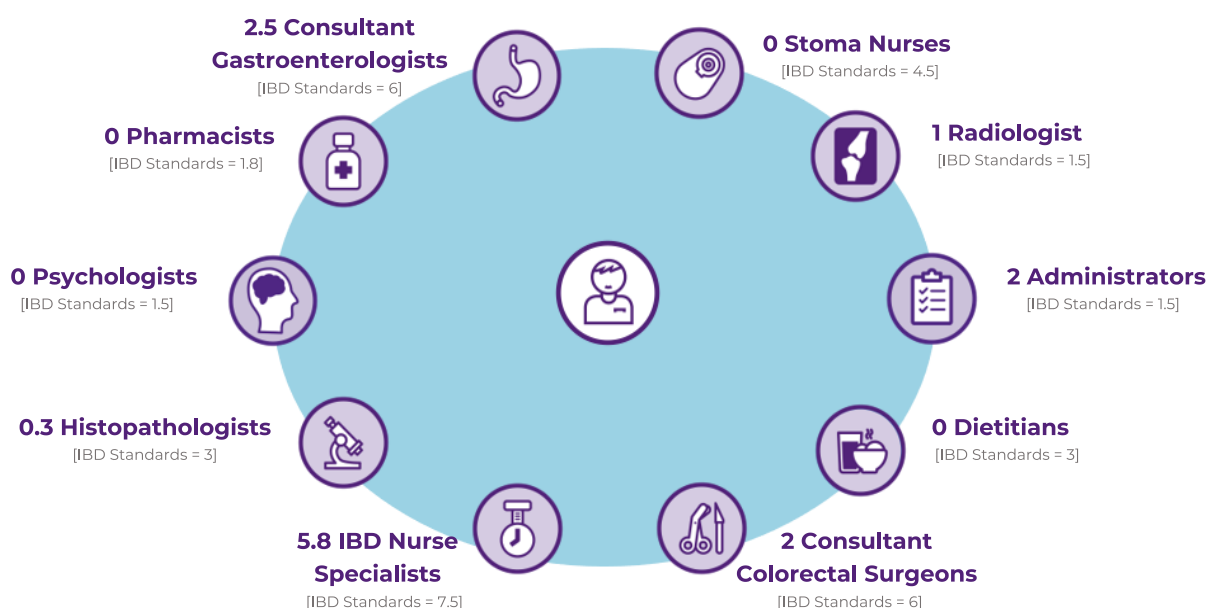 2.5 Consultant
Gastroenterologists
[IBD Standards = 6]
0 Stoma Nurses
[IBD Standards = 4.5]
0 Pharmacists
[IBD Standards = 1.8]
1 Radiologist
[IBD Standards = 1.5]
0 Psychologists
[IBD Standards = 1.5]
2 Administrators
[IBD Standards = 1.5]
0.3 Histopathologists
[IBD Standards = 3]
0 Dietitians
[IBD Standards = 3]
5.8 IBD Nurse
Specialists
[IBD Standards = 7.5]
2 Consultant
Colorectal Surgeons
[IBD Standards = 6]